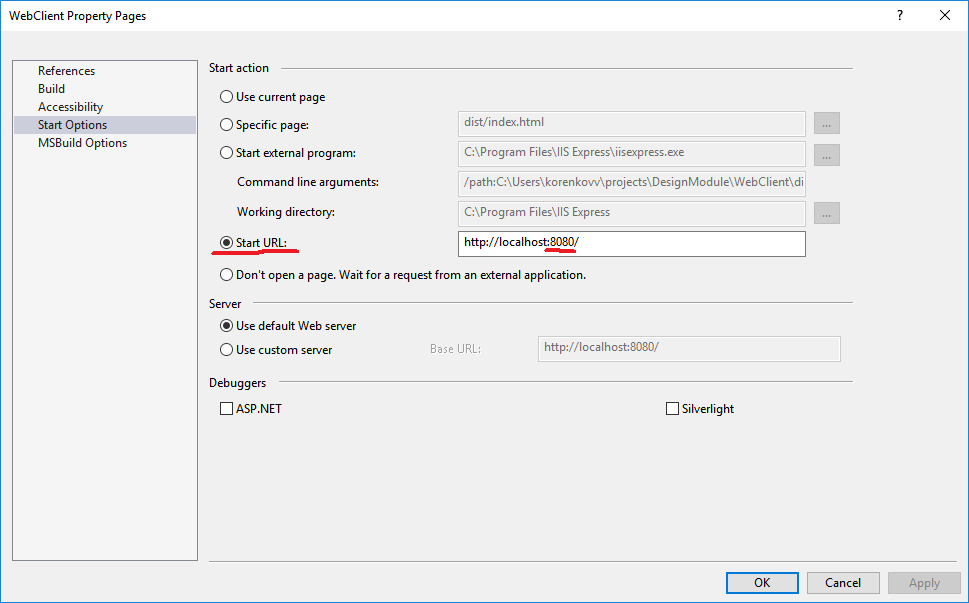 WebClient Property Pages
?
References
Build
Accessibility
Start Options
MSBuild Options
Start action
Use current page
Specific page: dist/index.html ...
Start external program: C:\Program Files\IIS Express\iisexpress.exe ...
Command line arguments: /path:C:\Users\korenkovv\projects\DesignModule\WebClient\di
Working directory: C:\Program Files\IIS Express ...
Start URL: http://localhost:8080/
Don't open a page. Wait for a request from an external application.
Server
Use default Web server
Use custom server Base URL: http://localhost:8080/
Debuggers
ASP.NET Silverlight
OK Cancel Apply